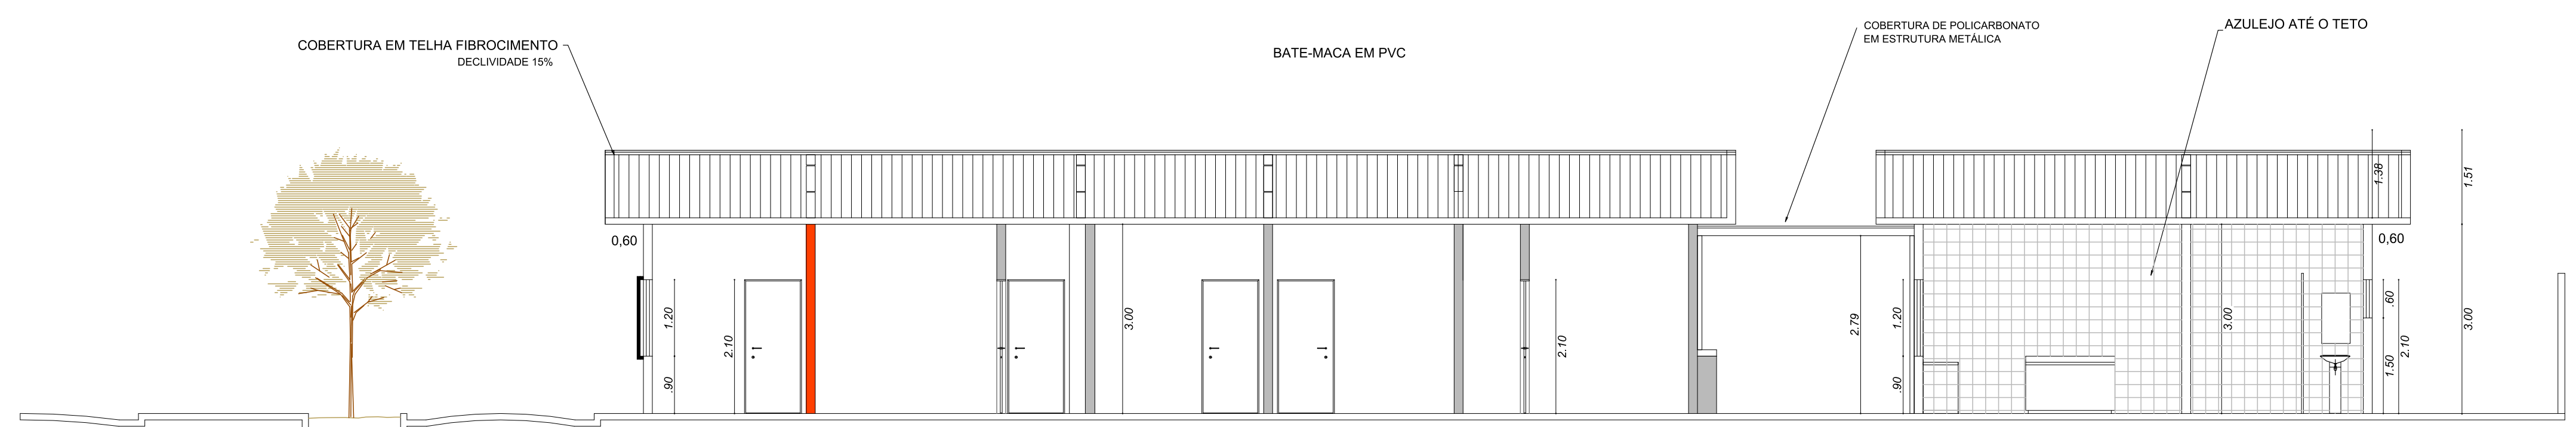 COBERTURA EM TELHA FIBROCIMENTO
DECLIVIDADE 15%
BATE-MACA EM PVC
COBERTURA DE POLICARBONATO
EM ESTRUTURA METÁLICA
AZULEJO ATÉ O TETO
1.38
1.51
0,60
0,60
1.20
.90
2.10
3.00
2.10
2.79
1.20
.90
3.00
.60
1.50
2.10
3.00